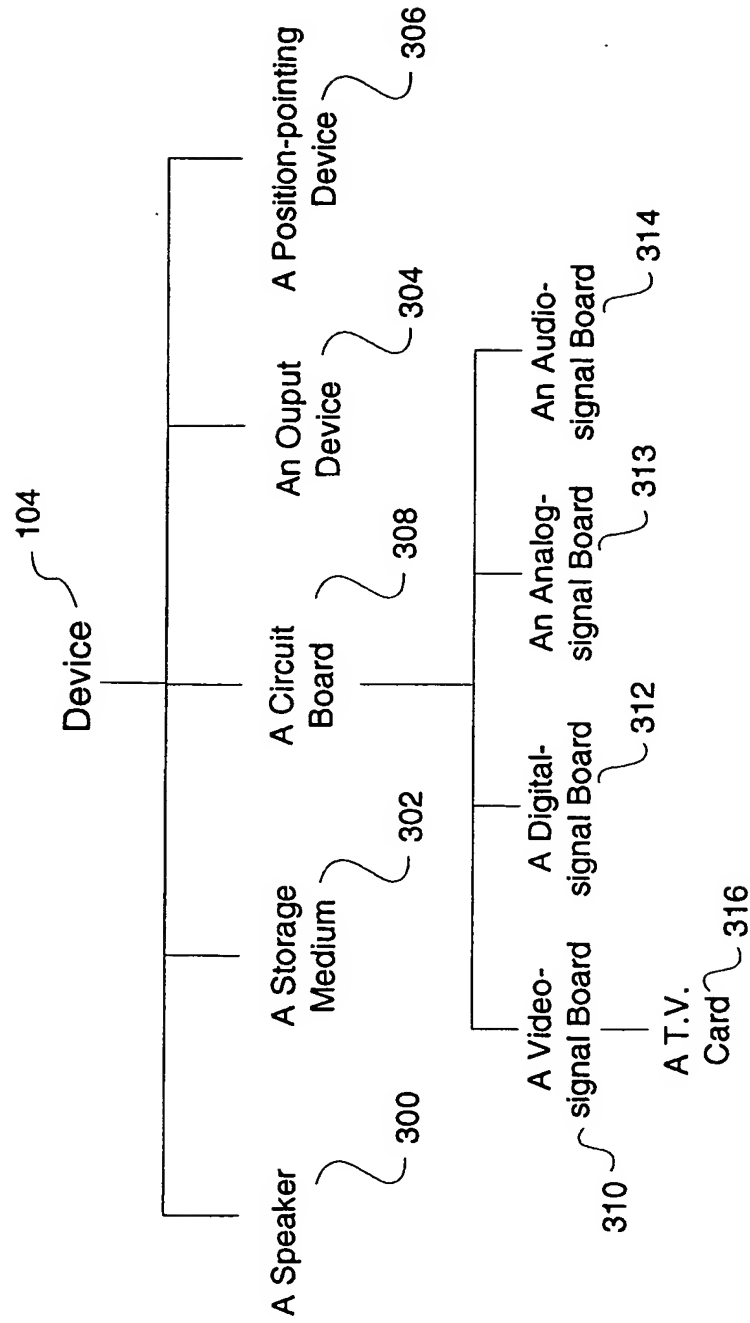 Device
104
A Speaker
300
A Storage
Medium
302
A Circuit
Board
308
An Ouput
Device
304
A Position-pointing
Device
306
A Video-
signal Board
310
A Digital-
signal Board
312
An Analog-
signal Board
313
An Audio-
signal Board
314
A T.V.
Card
316